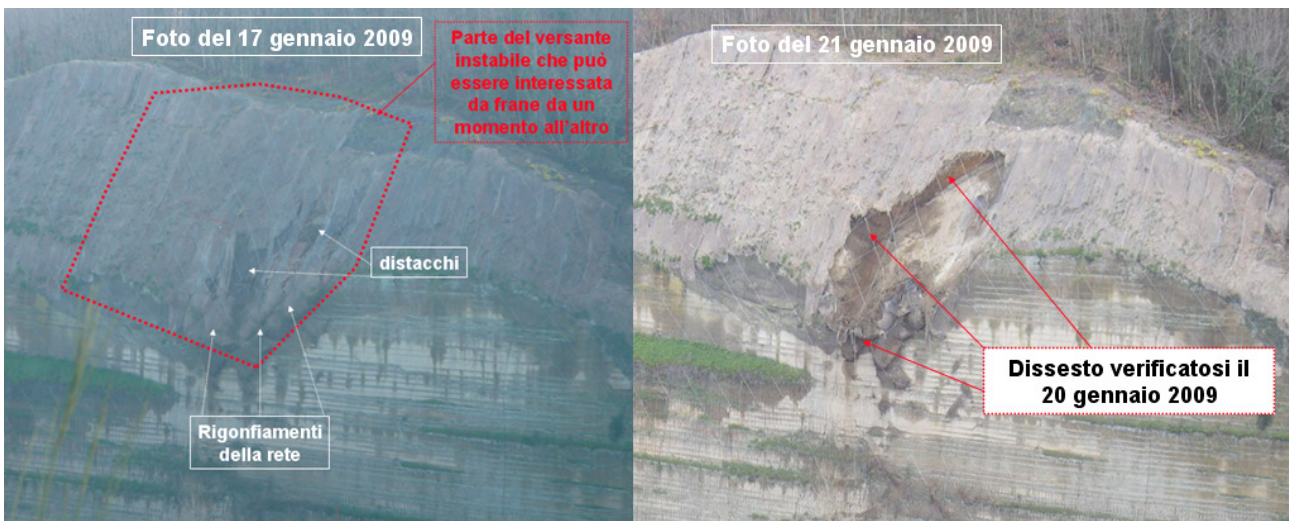 Foto del 17 gennaio 2009
Parte del versante
instabile che può
essere interessata
da frane da un
momento all'altro
distacchi
Rigonfiamenti
della rete
Foto del 21 gennaio 2009
Dissesto verificatosi il
20 gennaio 2009